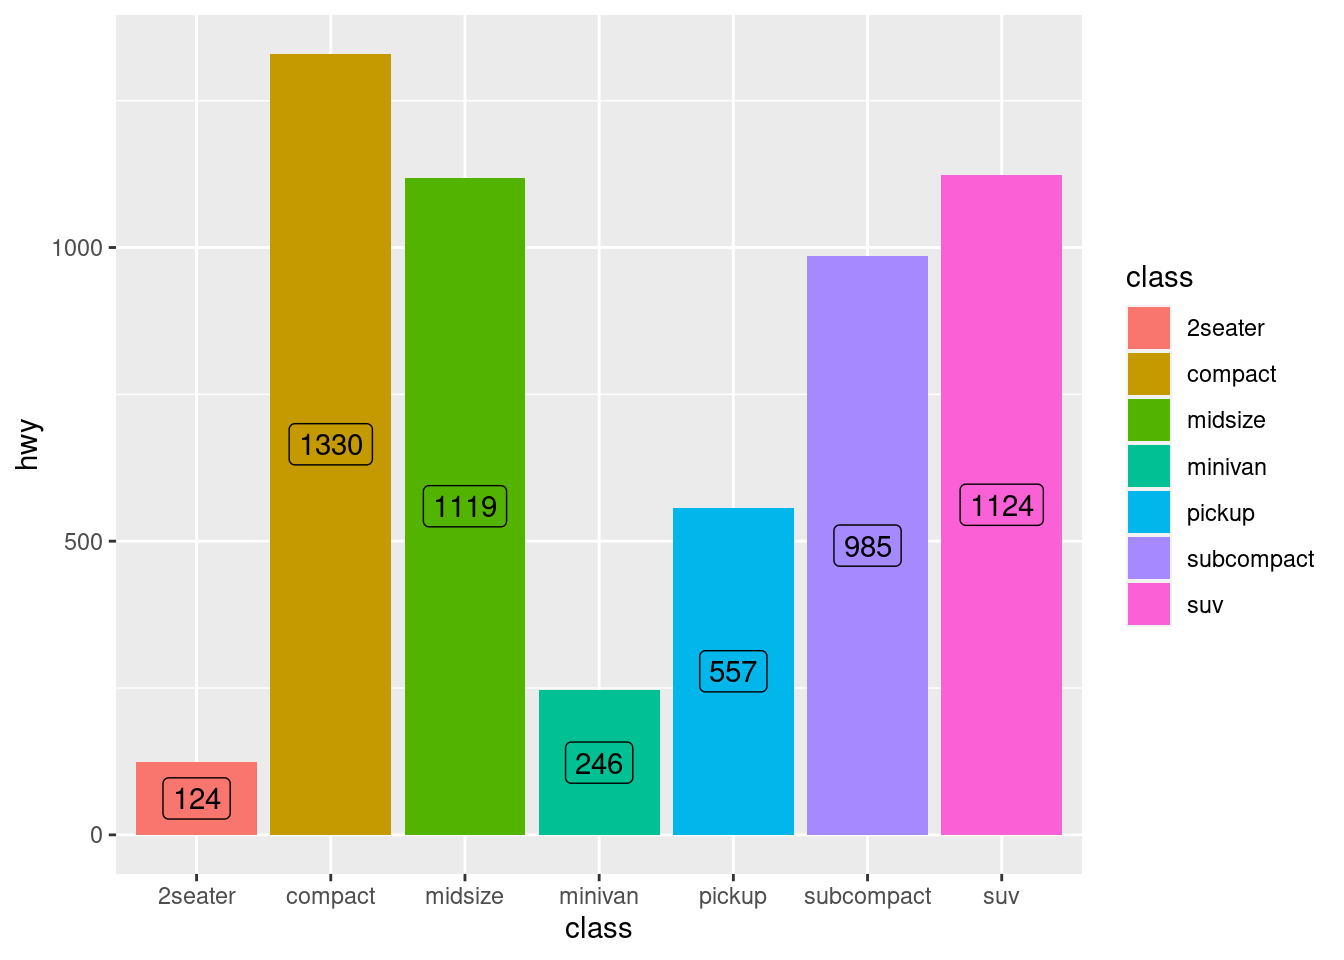 hwy
1000
500
0
1330
1119
1124
985
557
246
124
2seater compact midsize minivan pickup subcompact suv
class
class
2seater
compact
midsize
minivan
pickup
subcompact
suv